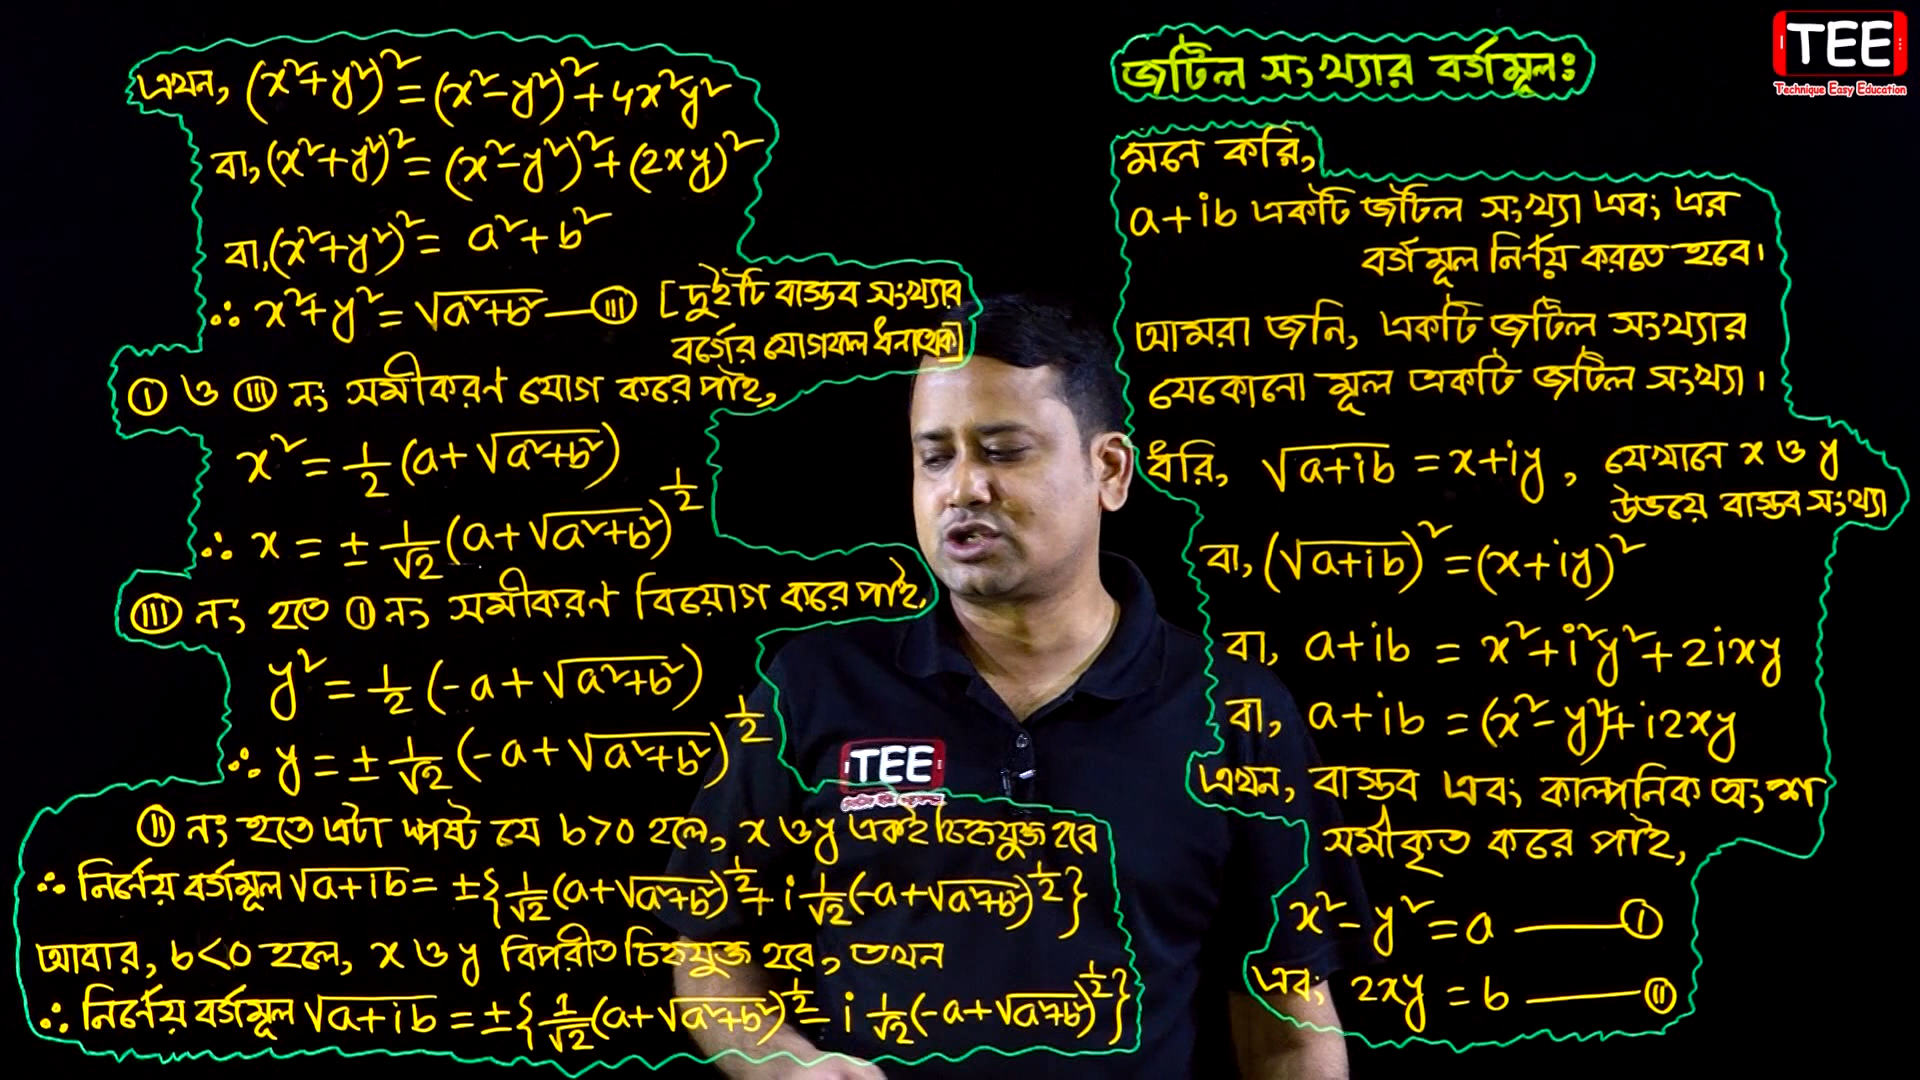 জটিল সংখ্যার বর্গমূলঃ
মনে করি,
a+ib একটি জটিল সংখ্যা এবং এর
বর্গমূল নির্ণয় করতে হবে।
আমরা জানি, একটি জটিল সংখ্যার
যেকোনো মূল একটি জটিল সংখ্যা।
ধরি, √(a+ib) = x+iy, যেখানে x ও y
উভয়ে বাস্তব সংখ্যা
বা, (√(a+ib))² = (x+iy)²
বা, a+ib = x²+i²y²+2ixy
বা, a+ib = (x²-y²)+i2xy
এখন, বাস্তব এবং কাল্পনিক অংশ
সমীকৃত করে পাই,
x²-y² = a — (I)
এবং 2xy = b — (II)
এখন, (x²+y²)² = (x²-y²)²+4x²y²
বা, (x²+y²)² = (x²-y²)²+(2xy)²
বা, (x²+y²)² = a²+b²
∴ x²+y² = √(a²+b²) — (III) [দুইটি বাস্তব সংখ্যার
বর্গের যোগফল ধনাত্মক]
(I) ও (III) নং সমীকরণ যোগ করে পাই,
x² = 1/2 (a+√(a²+b²))
∴ x = ± 1/√2 (a+√(a²+b²))^(1/2)
(III) নং হতে (I) নং সমীকরণ বিয়োগ করে পাই,
y² = 1/2 (-a+√(a²+b²))
∴ y = ± 1/√2 (-a+√(a²+b²))^(1/2)
(II) নং হতে এটা স্পষ্ট যে b>0 হলে, x ও y একই চিহ্নযুক্ত হবে
∴ নির্ণেয় বর্গমূল √(a+ib) = ±{1/√2 (a+√(a²+b²))^(1/2) + i 1/√2 (-a+√(a²+b²))^(1/2)}
আবার, b<0 হলে, x ও y বিপরীত চিহ্নযুক্ত হবে, তখন
∴ নির্ণেয় বর্গমূল √(a+ib) = ±{1/√2 (a+√(a²+b²))^(1/2) - i 1/√2 (-a+√(a²+b²))^(1/2)}
TEE
Technique Easy Education
TEE